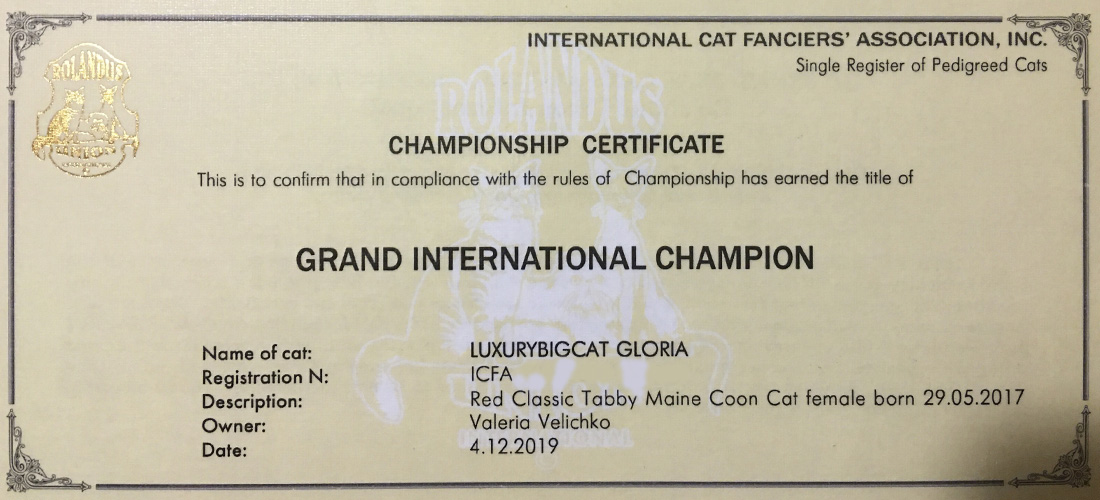 INTERNATIONAL CAT FANCIERS' ASSOCIATION, INC.
Single Register of Pedigreed Cats
ROLANDUS
ROLANDUS
UNION
CHAMPIONSHIP CERTIFICATE
This is to confirm that in compliance with the rules of Championship has earned the title of
GRAND INTERNATIONAL CHAMPION
Name of cat: LUXURYBIGCAT GLORIA
Registration N: ICFA
Description: Red Classic Tabby Maine Coon Cat female born 29.05.2017
Owner: Valeria Velichko
Date: 4.12.2019